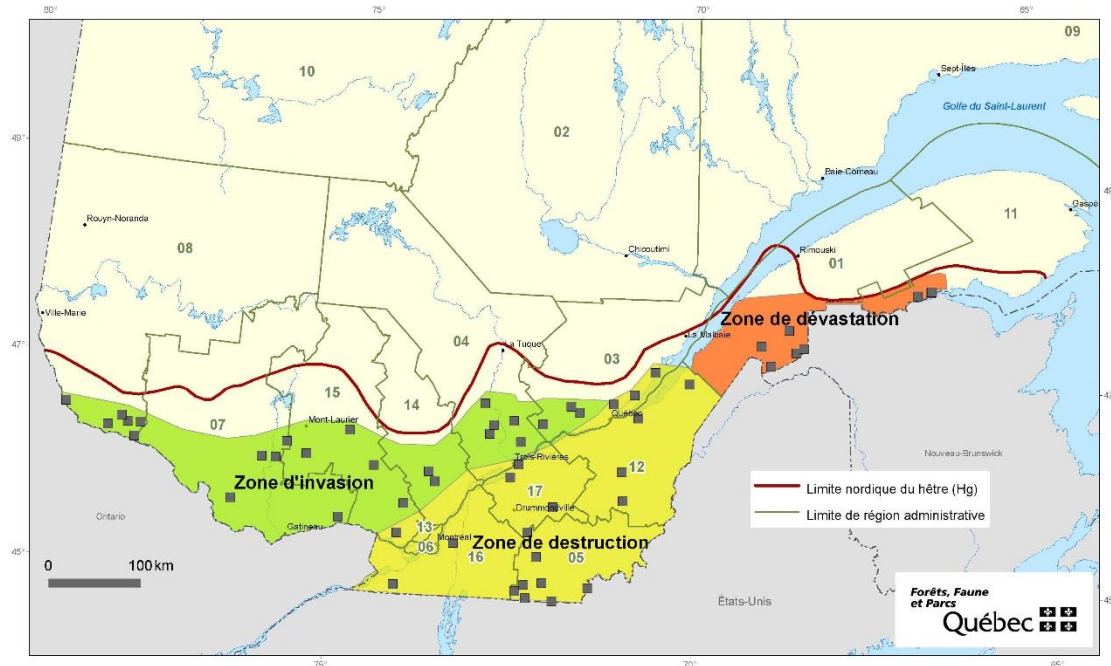 80°
75°
70°
65°
09
10
Sept-Îles
Golfe du Saint-Laurent
02
49
49
Baie-Comeau
Gaspé
Rouyn-Noranda
11
08
Chicoutimi
Rimouski
01
Ville-Marie
Zone de dévastation
La Malbaie
47
04
La Tuque
03
47
15
14
07
Mont-Laurier
Québec
Trois-Rivières
12
Nouveau-Brunswick
Zone d'invasion
17
Limite nordique du hêtre (Hg)
Drummondville
Limite de région administrative
Ontario
Gatineau
13
Montréal
06
Zone de destruction
16
05
45
0
100 km
États-Unis
Forêts, Faune
et Parcs
Québec
45
75°
70°
65°